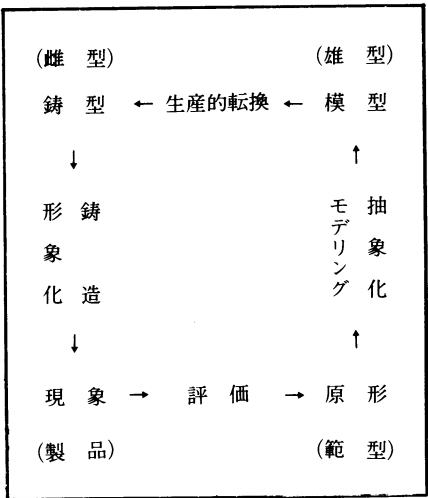 (雌型) (雄型)
鋳型 ← 生産的転換 ← 模型
↓ ↑
鋳造 形象化 抽象化 モデリング
↓ ↑
現象 → 評価 → 原形
(製品) (範型)